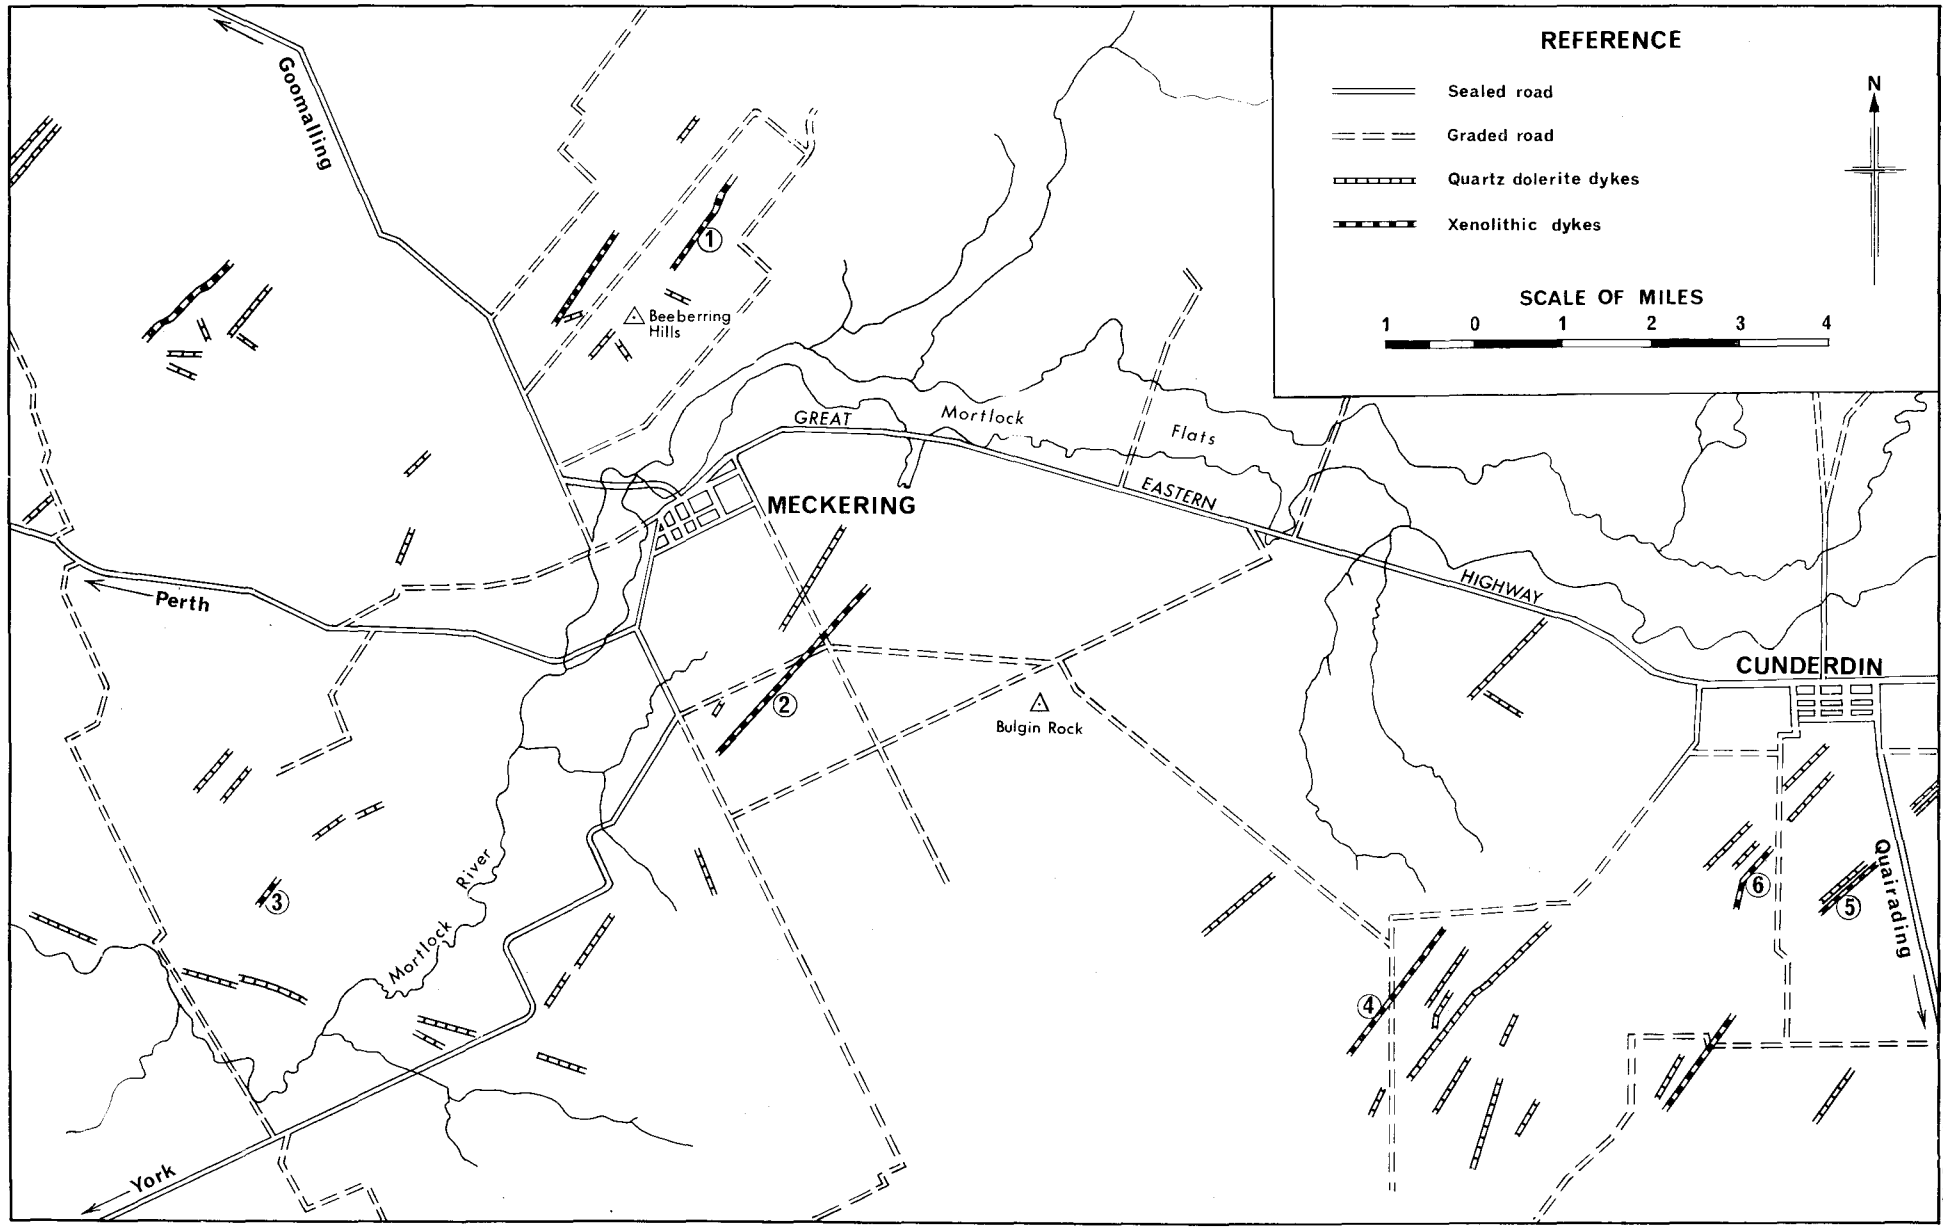 REFERENCE
Sealed road
Graded road
Quartz dolerite dykes
Xenolithic dykes
N
SCALE OF MILES
1 0 1 2 3 4
Goomalling
1
Beeberring
Hills
GREAT
Mortlock
Flats
EASTERN
MECKERING
HIGHWAY
Perth
CUNDERDIN
2
Bulgin Rock
3
River
Mortlock
6
5
Quairading
4
York